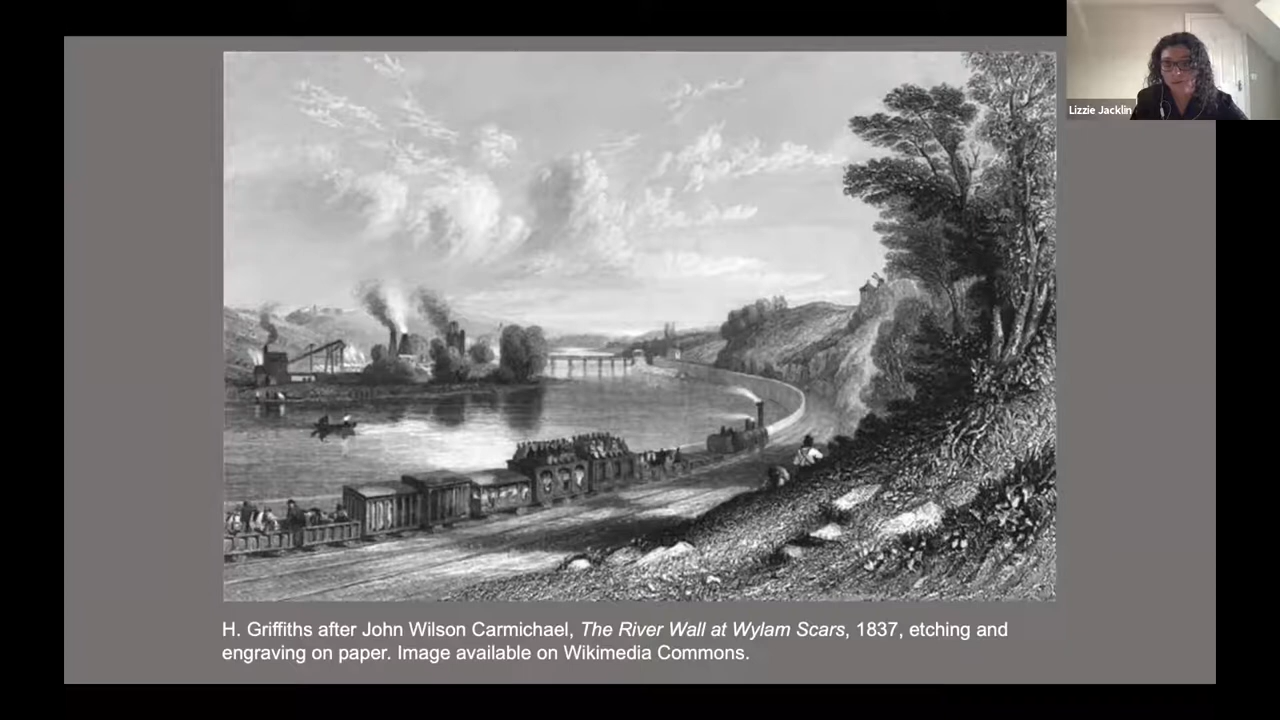 Lizzie Jacklin
H. Griffiths after John Wilson Carmichael, The River Wall at Wylam Scars, 1837, etching and
engraving on paper. Image available on Wikimedia Commons.